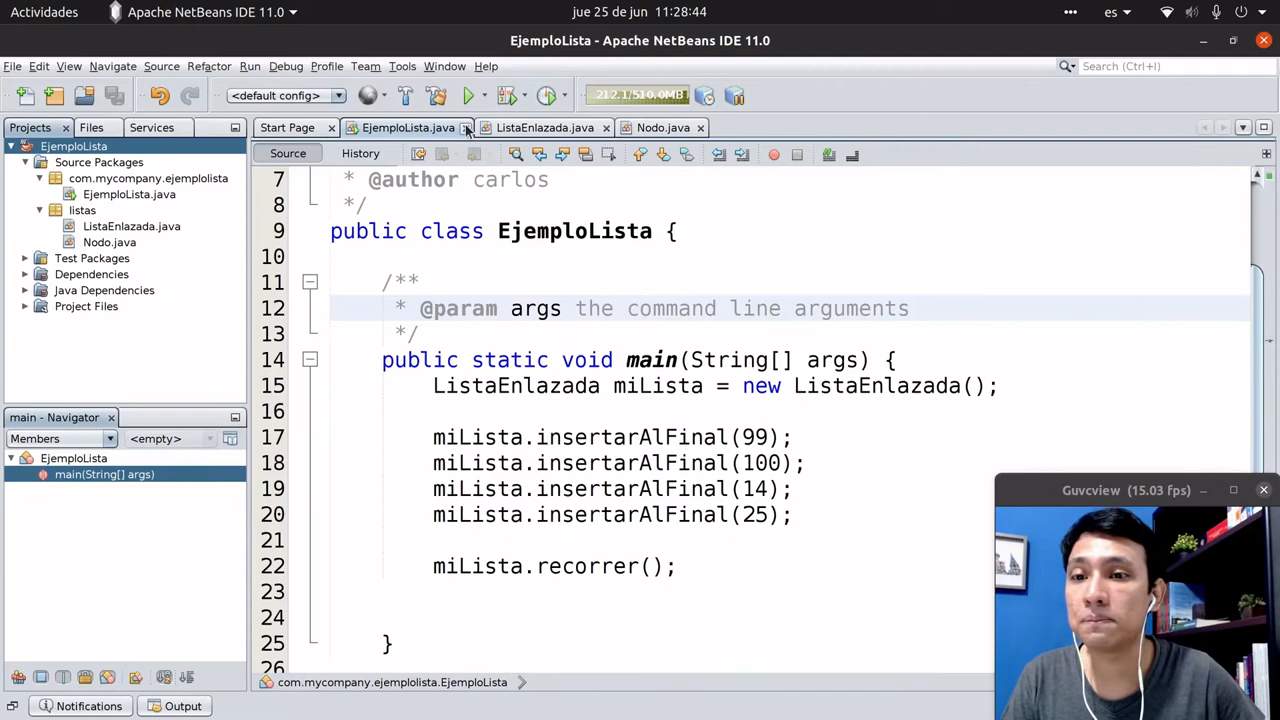 Actividades
Apache NetBeans IDE 11.0
jue 25 de jun 11:28:44
es
EjemploLista - Apache NetBeans IDE 11.0
File Edit View Navigate Source Refactor Run Debug Profile Team Tools Window Help
Search (Ctrl+I)
<default config>
212.1/510.0MB
Projects Files Services
Start Page EjemploLista.java ListaEnlazada.java Nodo.java
Source History
EjemploLista
Source Packages
com.mycompany.ejemplolista
EjemploLista.java
listas
ListaEnlazada.java
Nodo.java
Test Packages
Dependencies
Java Dependencies
Project Files
main - Navigator
Members <empty>
EjemploLista
main(String[] args)
7 * @author carlos
8 */
9 public class EjemploLista {
10
11 /**
12 * @param args the command line arguments
13 */
14 public static void main(String[] args) {
15 ListaEnlazada miLista = new ListaEnlazada();
16
17 miLista.insertarAlFinal(99);
18 miLista.insertarAlFinal(100);
19 miLista.insertarAlFinal(14);
20 miLista.insertarAlFinal(25);
21
22 miLista.recorrer();
23
24
25 }
26
com.mycompany.ejemplolista.EjemploLista
Guvcview (15.03 fps)
Notifications Output